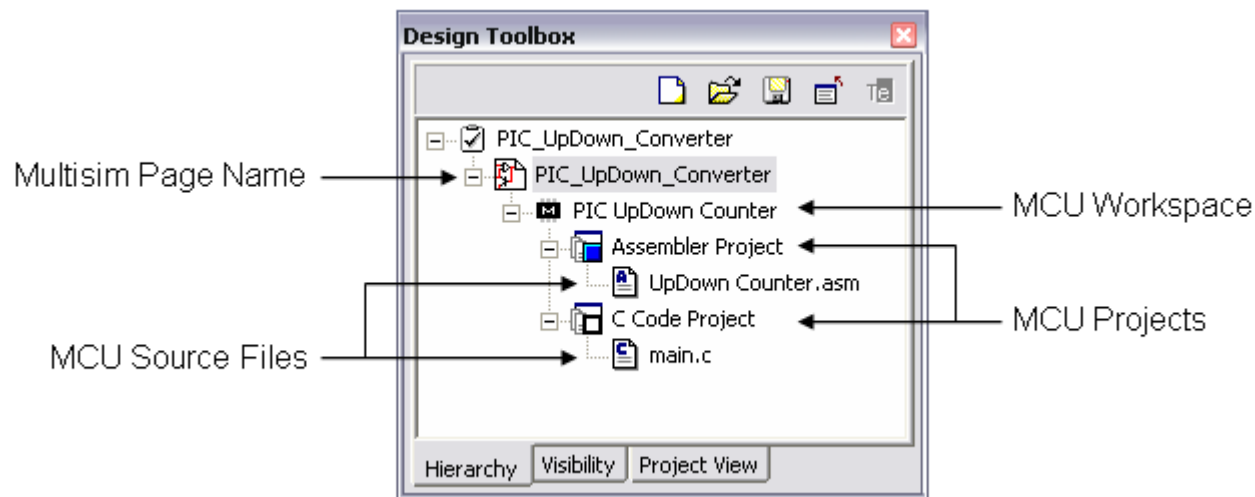 Design Toolbox
Te
PIC_UpDown_Converter
Multisim Page Name
PIC_UpDown_Converter
PIC UpDown Counter
MCU Workspace
Assembler Project
UpDown Counter.asm
C Code Project
MCU Projects
MCU Source Files
main.c
Hierarchy
Visibility
Project View